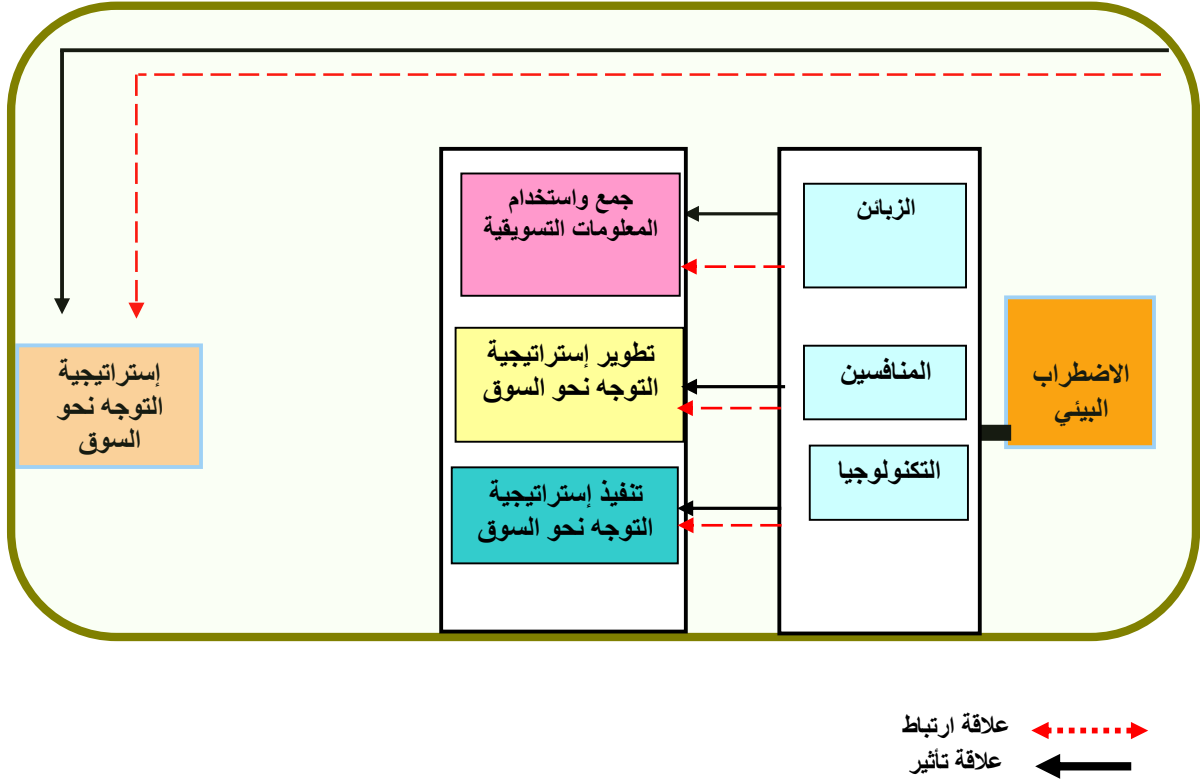 الزبائن
المنافسين
التكنولوجيا
الاضطراب
البيئي
جمع واستخدام
المعلومات التسويقية
تطوير إستراتيجية
التوجه نحو السوق
تنفيذ إستراتيجية
التوجه نحو السوق
إستراتيجية
التوجه نحو
السوق
علاقة ارتباط
علاقة تأثير